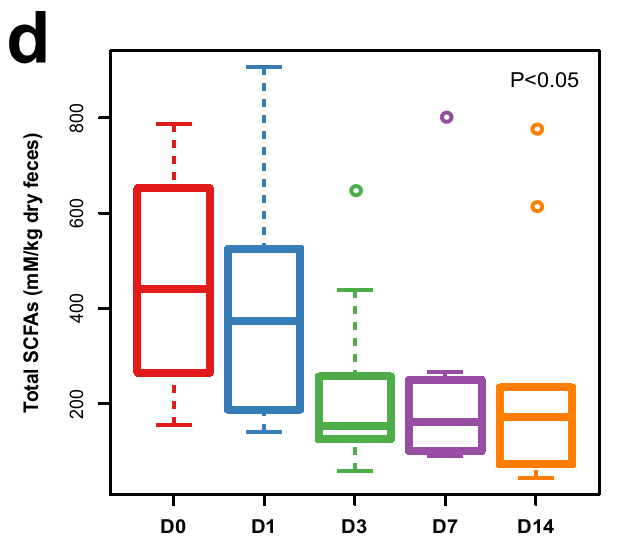 d
P<0.05
Total SCFAs (mM/kg dry feces)
800
600
400
200
D0 D1 D3 D7 D14